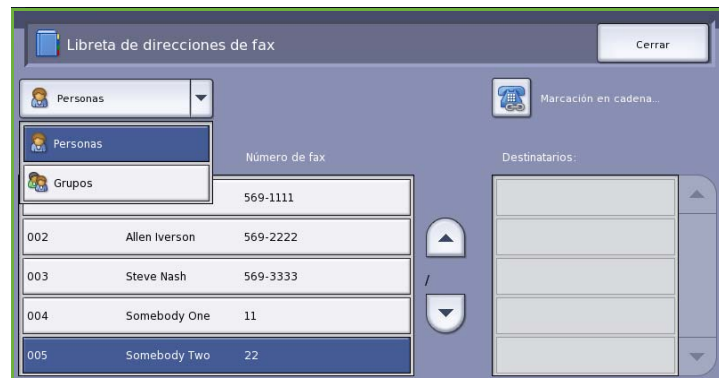 Libreta de direcciones de fax
Cerrar
Personas
Marcación en cadena...
Personas
Número de fax
Destinatarios:
Grupos
569-1111
002 Allen Iverson 569-2222
003 Steve Nash 569-3333
/
004 Somebody One 11
005 Somebody Two 22